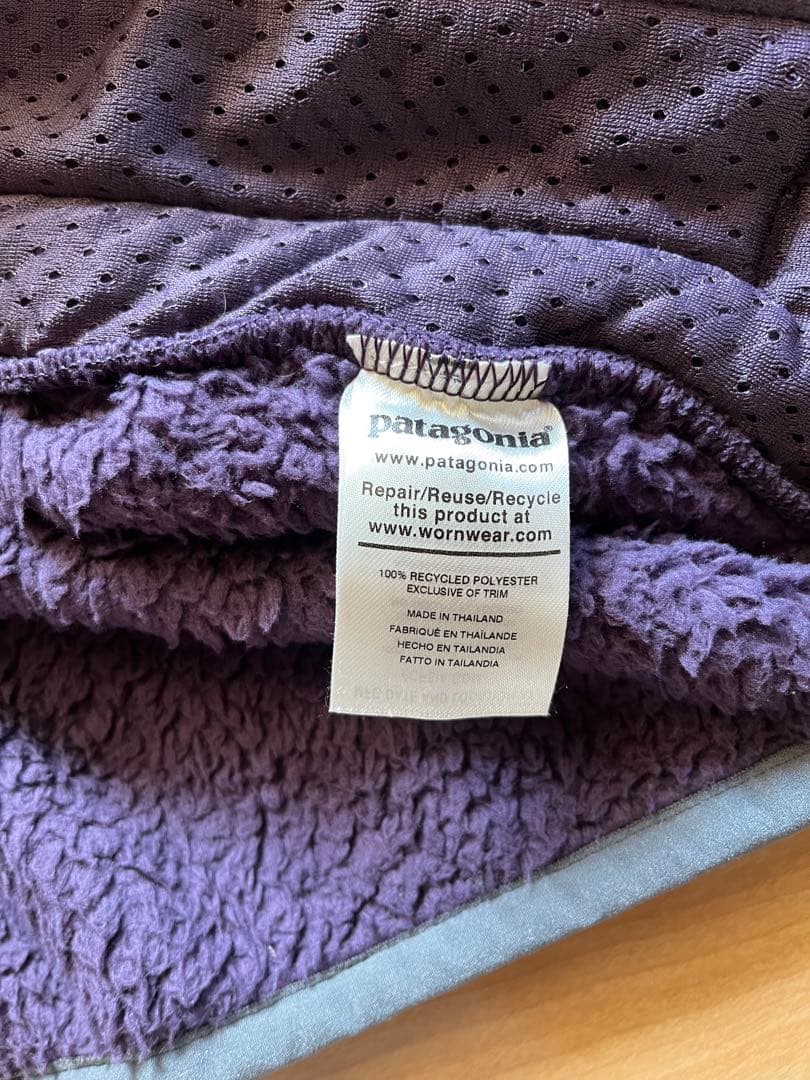 patagonia®
www.patagonia.com
Repair/Reuse/Recycle
this product at
www.wornwear.com
100% RECYCLED POLYESTER
EXCLUSIVE OF TRIM
MADE IN THAILAND
FABRIQUÉ EN THAÏLANDE
HECHO EN TAILANDIA
FATTO IN TAILANDIA